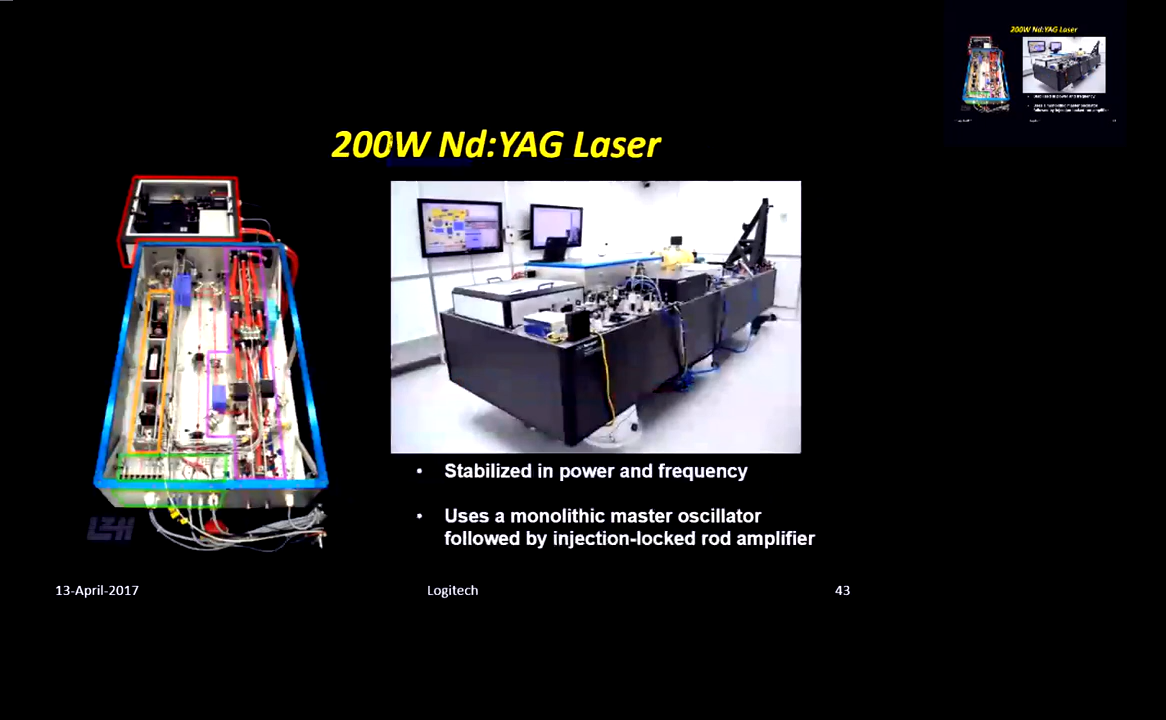 200W Nd:YAG Laser
• Stabilized in power and frequency
• Uses a monolithic master oscillator
followed by injection-locked rod amplifier
LZH
13-April-2017
Logitech
43
200W Nd:YAG Laser